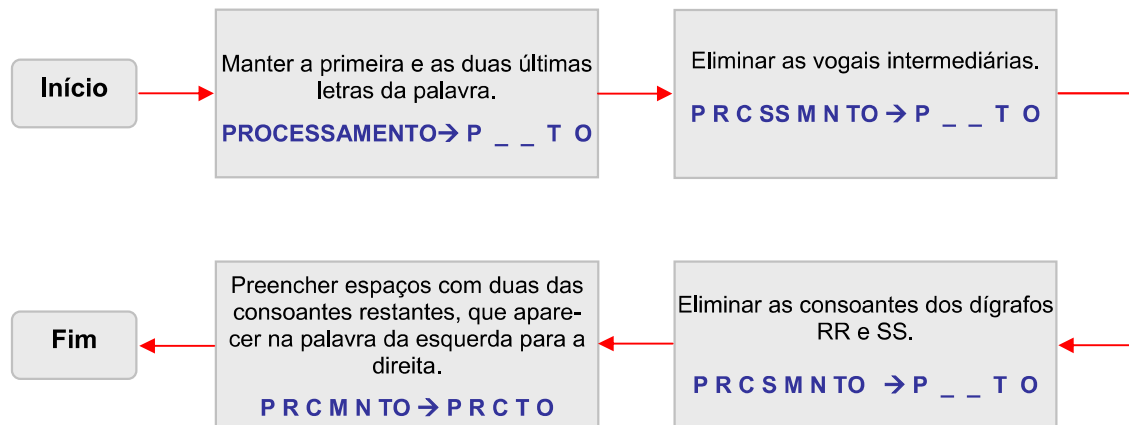 Início
Manter a primeira e as duas últimas
letras da palavra.
PROCESSAMENTO→ P _ _ T O
Eliminar as vogais intermediárias.
P R C SS M N TO → P _ _ T O
Fim
Preencher espaços com duas das
consoantes restantes, que apare-
cer na palavra da esquerda para a
direita.
P R C M N TO → P R C T O
Eliminar as consoantes dos dígrafos
RR e SS.
P R C S M N TO → P _ _ T O